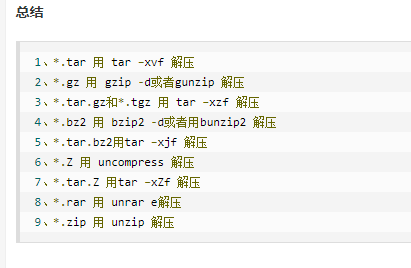 总结
1、*.tar 用 tar –xvf 解压
2、*.gz 用 gzip -d或者gunzip 解压
3、*.tar.gz和*.tgz 用 tar –xzf 解压
4、*.bz2 用 bzip2 -d或者用bunzip2 解压
5、*.tar.bz2用tar –xjf 解压
6、*.Z 用 uncompress 解压
7、*.tar.Z 用tar –xZf 解压
8、*.rar 用 unrar e解压
9、*.zip 用 unzip 解压